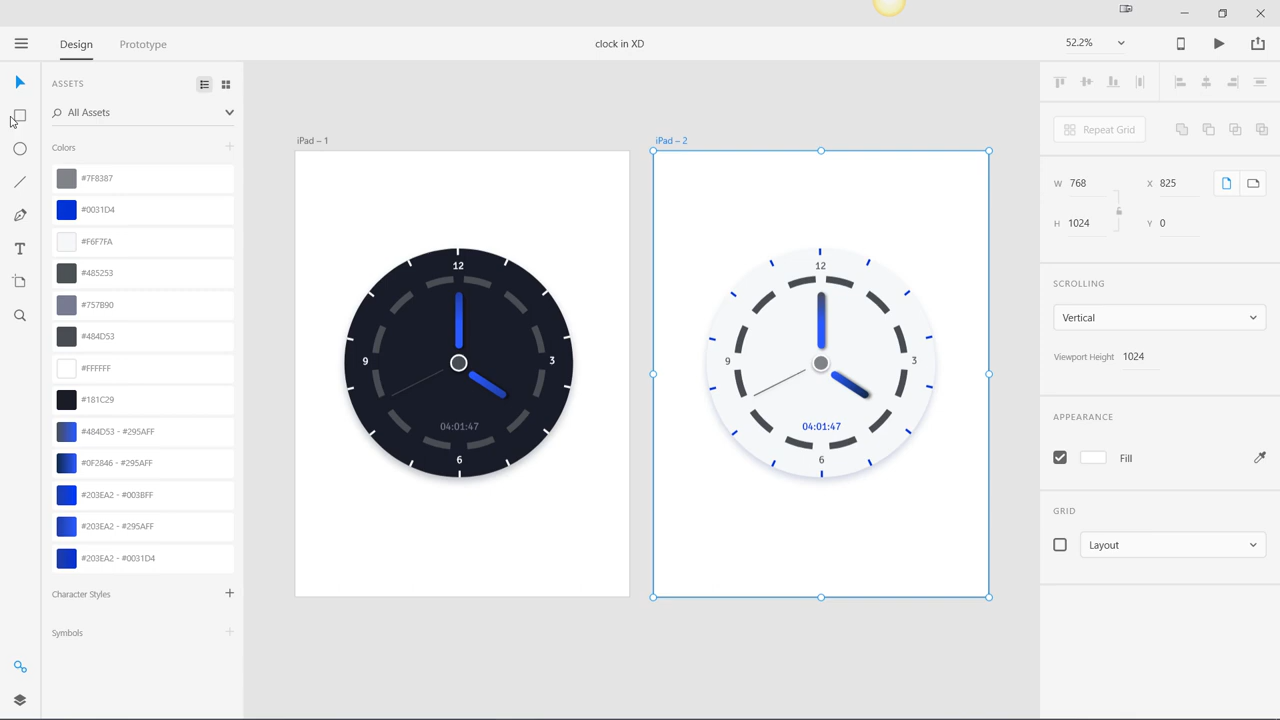 Design
Prototype
clock in XD
52.2%
ASSETS
All Assets
Colors
#7F8387
#0031D4
#F6F7FA
#485253
#757B90
#484D53
#FFFFFF
#181C29
#484D53 - #295AFF
#0F2846 - #295AFF
#203EA2 - #003BFF
#203EA2 - #295AFF
#203EA2 - #0031D4
Character Styles
Symbols
iPad – 1
12
9
3
04:01:47
6
iPad – 2
12
9
3
04:01:47
6
Repeat Grid
W 768
X 825
H 1024
Y 0
SCROLLING
Vertical
Viewport Height 1024
APPEARANCE
Fill
GRID
Layout